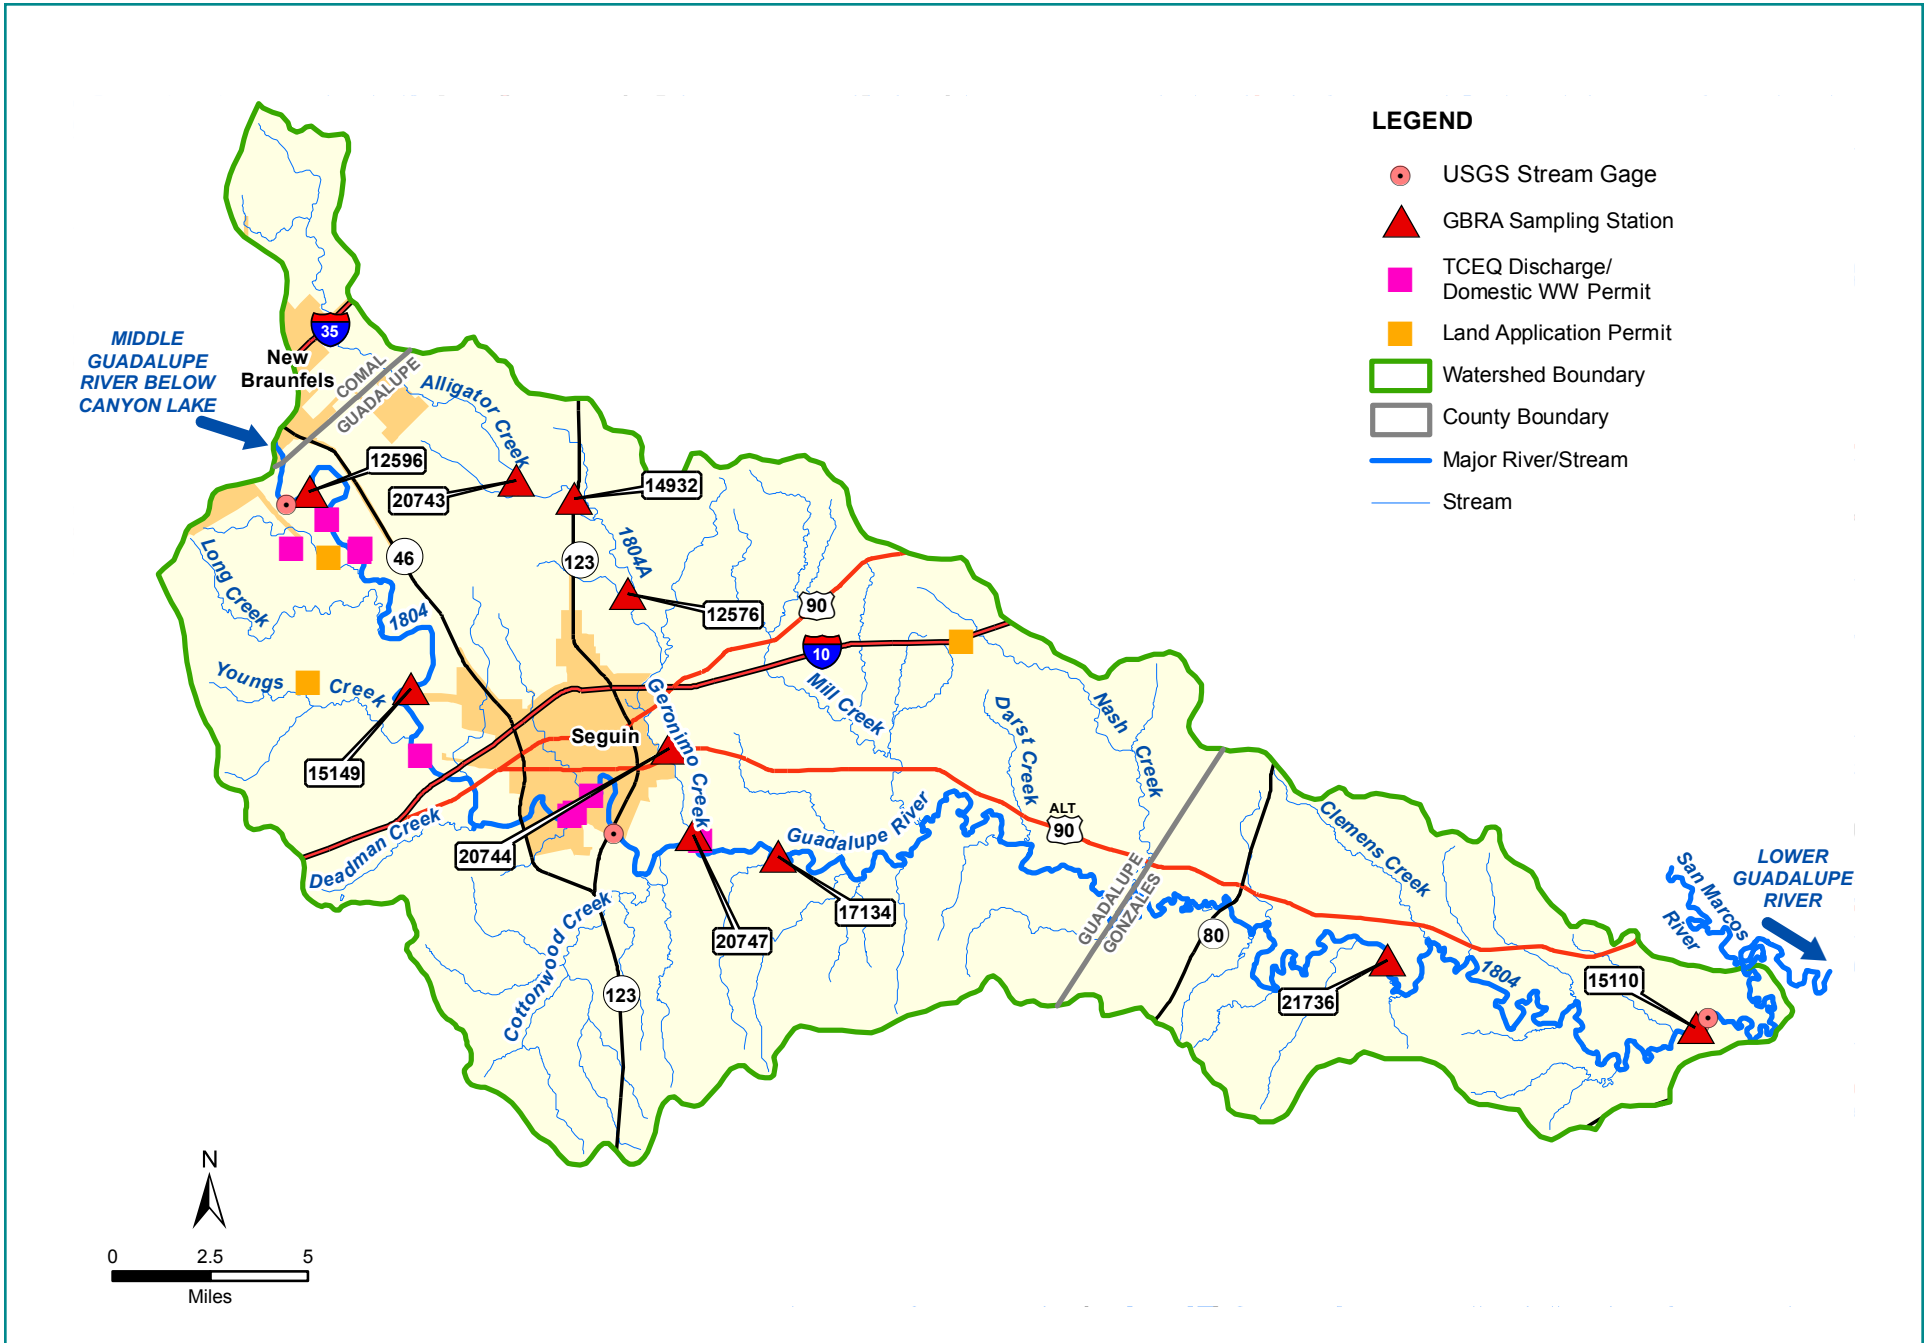 LEGEND
USGS Stream Gage
GBRA Sampling Station
TCEQ Discharge/
Domestic WW Permit
Land Application Permit
Watershed Boundary
County Boundary
Major River/Stream
Stream
35
New
Braunfels
COMAL
GUADALUPE
MIDDLE
GUADALUPE
RIVER BELOW
CANYON LAKE
Alligator Creek
12596
20743
14932
1804A
46
123
Long Creek
1804
12576
90
10
Youngs Creek
Geronimo Creek
Mill Creek
Darst Creek
Nash Creek
Seguin
15149
Deadman Creek
20744
Guadalupe River
ALT
90
17134
20747
Cottonwood Creek
123
GUADALUPE
GONZALES
80
Clemens Creek
San Marcos
River
LOWER
GUADALUPE
RIVER
21736
1804
15110
N
0 2.5 5
Miles